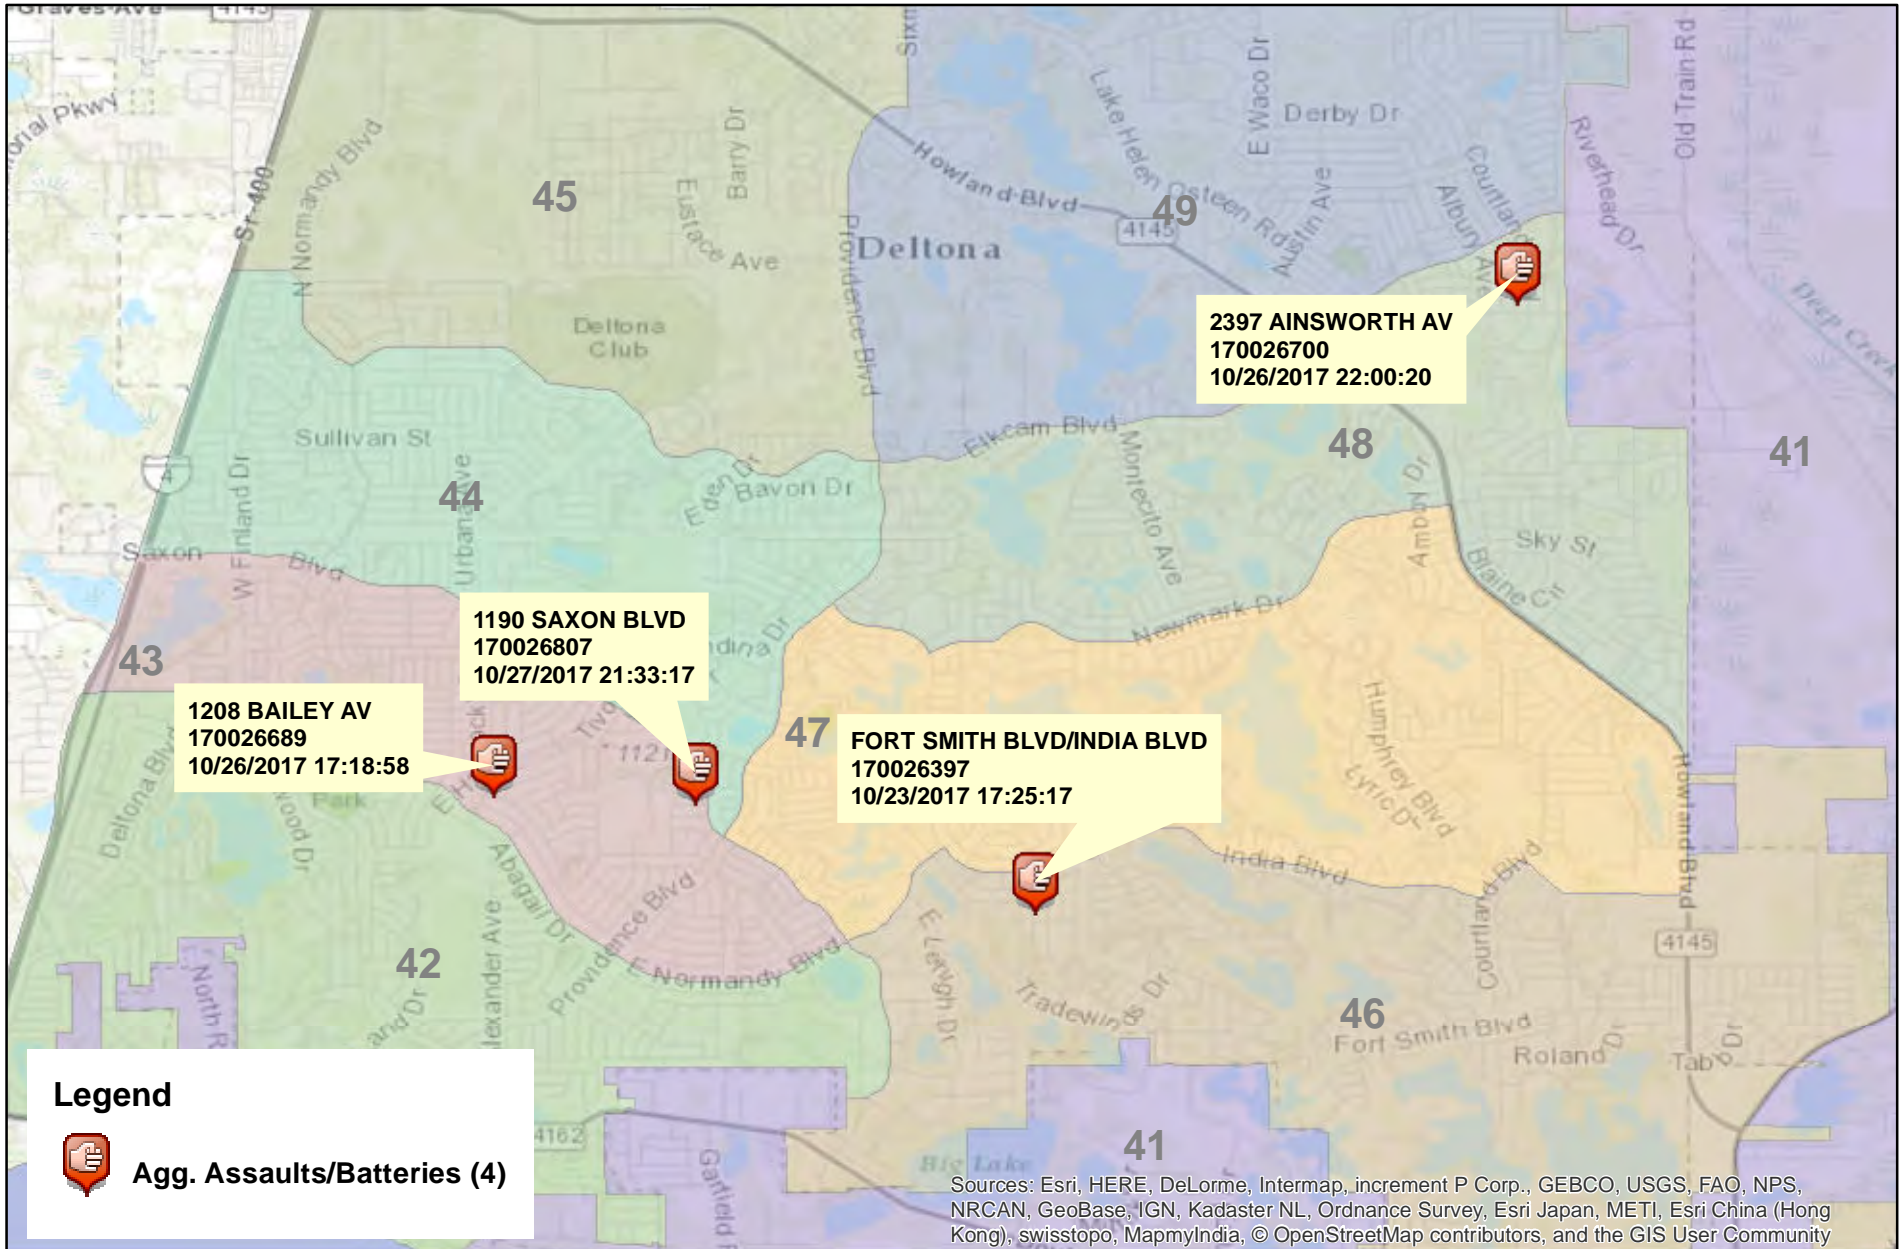 Graves Ave
4145
Sr-400
N Normandy Blvd
45
Barry Dr
Eustace Ave
Deltona
Club
Providence Blvd
Howland Blvd
Deltona
Lake Helen Osteen Rd
E Waco Dr
Derby Dr
49
4145
Austin Ave
Courtland
Albury Av
Riverhead Dr
Old Train Rd
Deep Creek
2397 AINSWORTH AV
170026700
10/26/2017 22:00:20
Sullivan St
4
W Finland Dr
44
Urbana Ave
E Eden Dr
Bavon Dr
Elkcam Blvd
Montecito Ave
48
Amboy Dr
41
Sky St
Blaine Cir
Saxon Blvd
Newmark Dr
43
1190 SAXON BLVD
170026807
10/27/2017 21:33:17
1208 BAILEY AV
170026689
10/26/2017 17:18:58
1121
47
FORT SMITH BLVD/INDIA BLVD
170026397
10/23/2017 17:25:17
Humphrey Blvd
Lyric Dr
Howland Blvd
India Blvd
Courtland Blvd
Deltona Blvd
Park
Abagail Dr
Providence Blvd
E Normandy Blvd
42
E Lehigh Dr
Tradewinds Dr
46
Fort Smith Blvd
Roland Dr
Tabb Dr
4145
4162
Big Lake
41
Legend
Agg. Assaults/Batteries (4)
Sources: Esri, HERE, DeLorme, Intermap, increment P Corp., GEBCO, USGS, FAO, NPS,
NRCAN, GeoBase, IGN, Kadaster NL, Ordnance Survey, Esri Japan, METI, Esri China (Hong
Kong), swisstopo, MapmyIndia, © OpenStreetMap contributors, and the GIS User Community